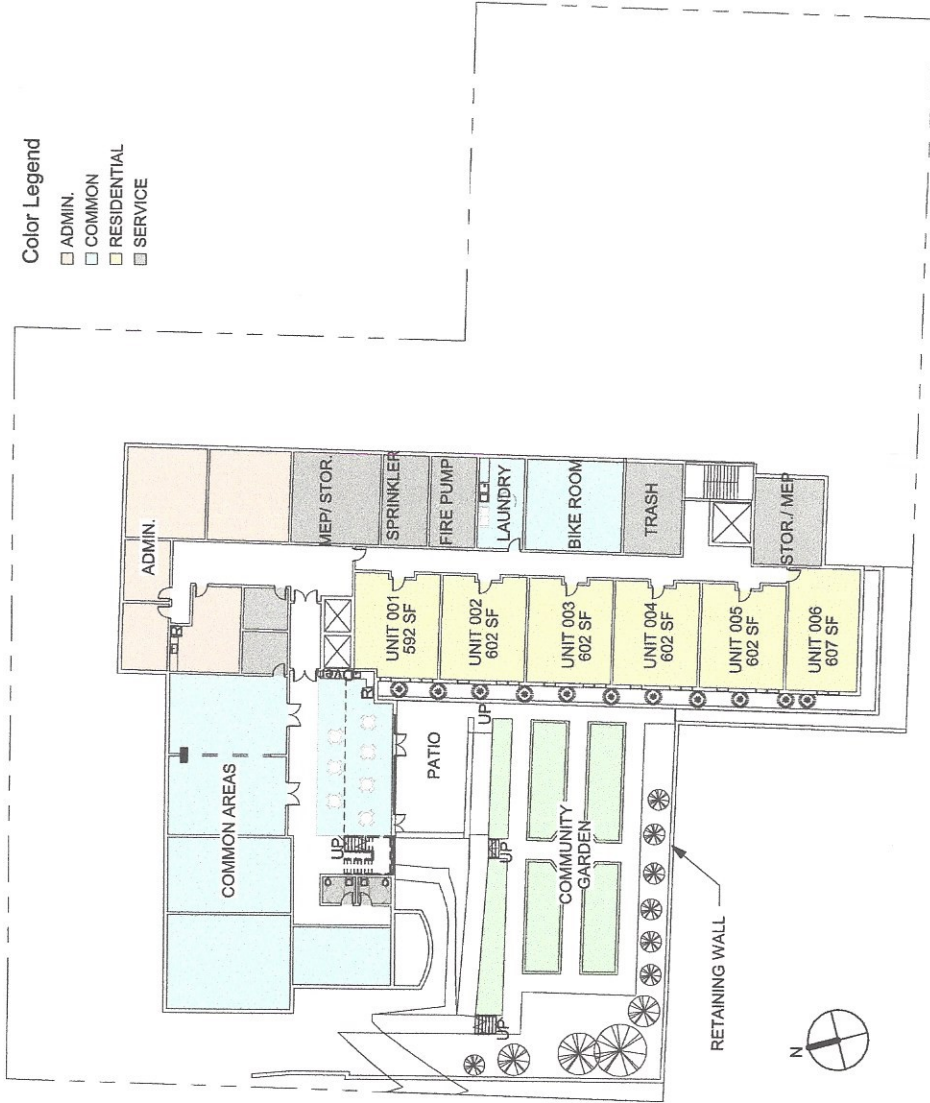 Color Legend
ADMIN.
COMMON
RESIDENTIAL
SERVICE
ADMIN.
MEP/ STOR.
SPRINKLER
FIRE PUMP
LAUNDRY
BIKE ROOM
TRASH
STOR./ MEP
UNIT 001
592 SF
UNIT 002
602 SF
UNIT 003
602 SF
UNIT 004
602 SF
UNIT 005
602 SF
UNIT 006
607 SF
COMMON AREAS
UP
PATIO
UP
UP
UP
COMMUNITY
GARDEN
RETAINING WALL
N